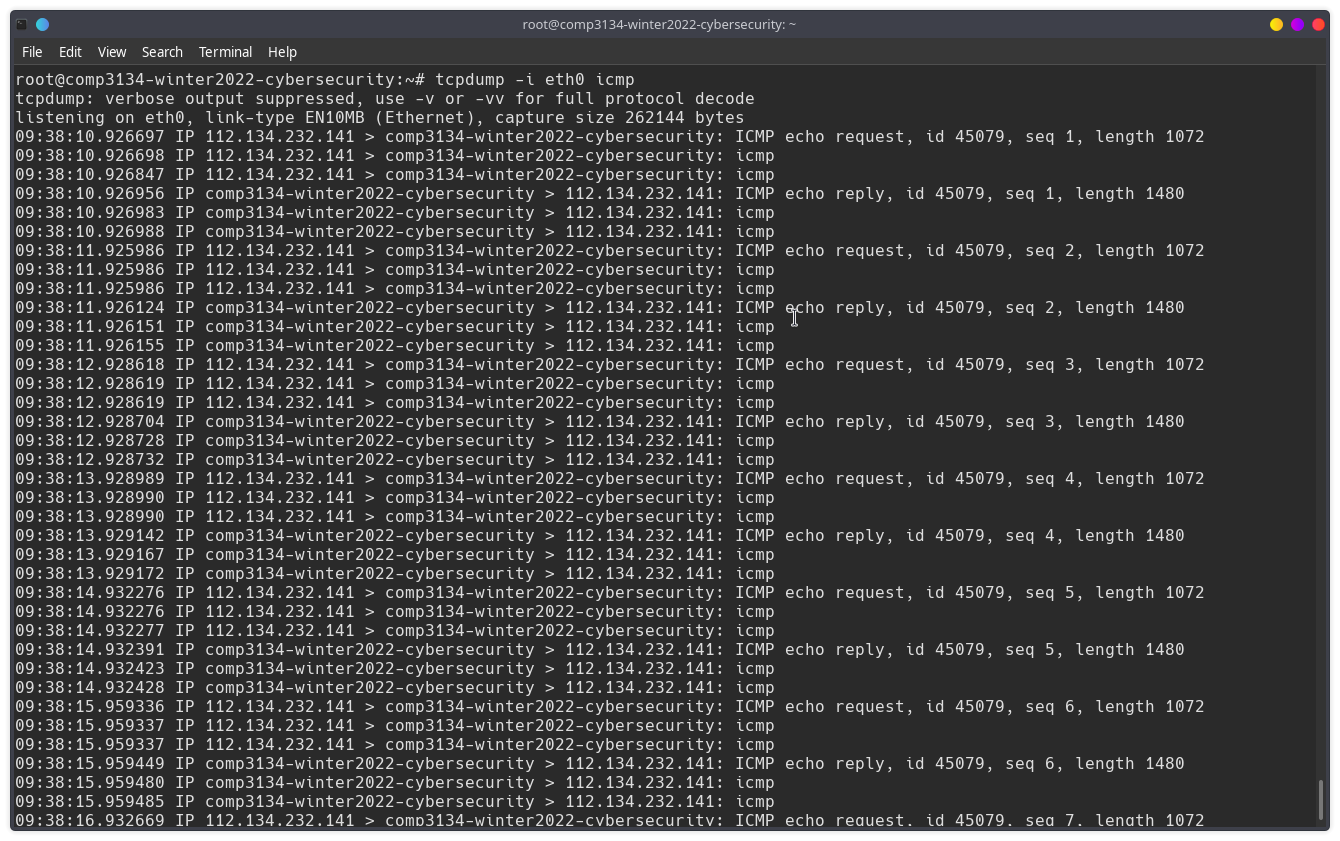 root@comp3134-winter2022-cybersecurity: ~
File Edit View Search Terminal Help
root@comp3134-winter2022-cybersecurity:~# tcpdump -i eth0 icmp
tcpdump: verbose output suppressed, use -v or -vv for full protocol decode
listening on eth0, link-type EN10MB (Ethernet), capture size 262144 bytes
09:38:10.926697 IP 112.134.232.141 > comp3134-winter2022-cybersecurity: ICMP echo request, id 45079, seq 1, length 1072
09:38:10.926698 IP 112.134.232.141 > comp3134-winter2022-cybersecurity: icmp
09:38:10.926847 IP 112.134.232.141 > comp3134-winter2022-cybersecurity: icmp
09:38:10.926956 IP comp3134-winter2022-cybersecurity > 112.134.232.141: ICMP echo reply, id 45079, seq 1, length 1480
09:38:10.926983 IP comp3134-winter2022-cybersecurity > 112.134.232.141: icmp
09:38:10.926988 IP comp3134-winter2022-cybersecurity > 112.134.232.141: icmp
09:38:11.925986 IP 112.134.232.141 > comp3134-winter2022-cybersecurity: ICMP echo request, id 45079, seq 2, length 1072
09:38:11.925986 IP 112.134.232.141 > comp3134-winter2022-cybersecurity: icmp
09:38:11.925986 IP 112.134.232.141 > comp3134-winter2022-cybersecurity: icmp
09:38:11.926124 IP comp3134-winter2022-cybersecurity > 112.134.232.141: ICMP echo reply, id 45079, seq 2, length 1480
09:38:11.926151 IP comp3134-winter2022-cybersecurity > 112.134.232.141: icmp
09:38:11.926155 IP comp3134-winter2022-cybersecurity > 112.134.232.141: icmp
09:38:12.928618 IP 112.134.232.141 > comp3134-winter2022-cybersecurity: ICMP echo request, id 45079, seq 3, length 1072
09:38:12.928619 IP 112.134.232.141 > comp3134-winter2022-cybersecurity: icmp
09:38:12.928619 IP 112.134.232.141 > comp3134-winter2022-cybersecurity: icmp
09:38:12.928704 IP comp3134-winter2022-cybersecurity > 112.134.232.141: ICMP echo reply, id 45079, seq 3, length 1480
09:38:12.928728 IP comp3134-winter2022-cybersecurity > 112.134.232.141: icmp
09:38:12.928732 IP comp3134-winter2022-cybersecurity > 112.134.232.141: icmp
09:38:13.928989 IP 112.134.232.141 > comp3134-winter2022-cybersecurity: ICMP echo request, id 45079, seq 4, length 1072
09:38:13.928990 IP 112.134.232.141 > comp3134-winter2022-cybersecurity: icmp
09:38:13.928990 IP 112.134.232.141 > comp3134-winter2022-cybersecurity: icmp
09:38:13.929142 IP comp3134-winter2022-cybersecurity > 112.134.232.141: ICMP echo reply, id 45079, seq 4, length 1480
09:38:13.929167 IP comp3134-winter2022-cybersecurity > 112.134.232.141: icmp
09:38:13.929172 IP comp3134-winter2022-cybersecurity > 112.134.232.141: icmp
09:38:14.932276 IP 112.134.232.141 > comp3134-winter2022-cybersecurity: ICMP echo request, id 45079, seq 5, length 1072
09:38:14.932276 IP 112.134.232.141 > comp3134-winter2022-cybersecurity: icmp
09:38:14.932277 IP 112.134.232.141 > comp3134-winter2022-cybersecurity: icmp
09:38:14.932391 IP comp3134-winter2022-cybersecurity > 112.134.232.141: ICMP echo reply, id 45079, seq 5, length 1480
09:38:14.932423 IP comp3134-winter2022-cybersecurity > 112.134.232.141: icmp
09:38:14.932428 IP comp3134-winter2022-cybersecurity > 112.134.232.141: icmp
09:38:15.959336 IP 112.134.232.141 > comp3134-winter2022-cybersecurity: ICMP echo request, id 45079, seq 6, length 1072
09:38:15.959337 IP 112.134.232.141 > comp3134-winter2022-cybersecurity: icmp
09:38:15.959337 IP 112.134.232.141 > comp3134-winter2022-cybersecurity: icmp
09:38:15.959449 IP comp3134-winter2022-cybersecurity > 112.134.232.141: ICMP echo reply, id 45079, seq 6, length 1480
09:38:15.959480 IP comp3134-winter2022-cybersecurity > 112.134.232.141: icmp
09:38:15.959485 IP comp3134-winter2022-cybersecurity > 112.134.232.141: icmp
09:38:16.932669 IP 112.134.232.141 > comp3134-winter2022-cybersecurity: ICMP echo request, id 45079, seq 7, length 1072